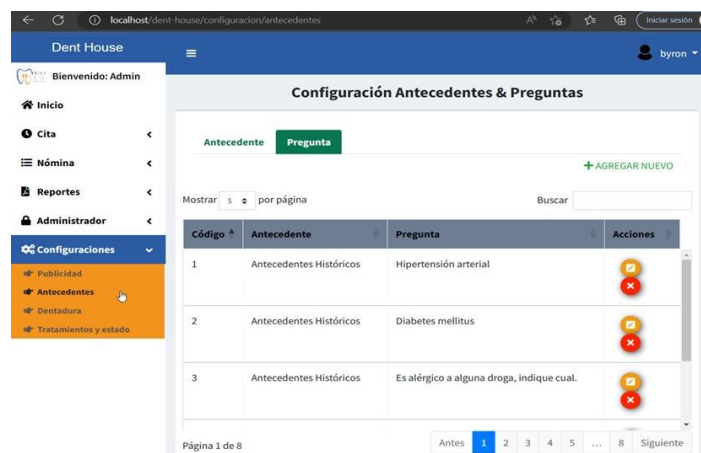 localhost/dent-house/configuracion/antecedentes
Iniciar sesión
Dent House
byron
Bienvenido: Admin
Configuración Antecedentes & Preguntas
Inicio
Cita
Antecedente Pregunta
Nómina
+ AGREGAR NUEVO
Reportes
Mostrar 5 por página Buscar
Administrador
Código Antecedente Pregunta Acciones
Configuraciones
Publicidad
Antecedentes
Dentadura
Tratamientos y estado
1 Antecedentes Históricos Hipertensión arterial
2 Antecedentes Históricos Diabetes mellitus
3 Antecedentes Históricos Es alérgico a alguna droga, indique cual.
Página 1 de 8
Antes 1 2 3 4 5 ... 8 Siguiente